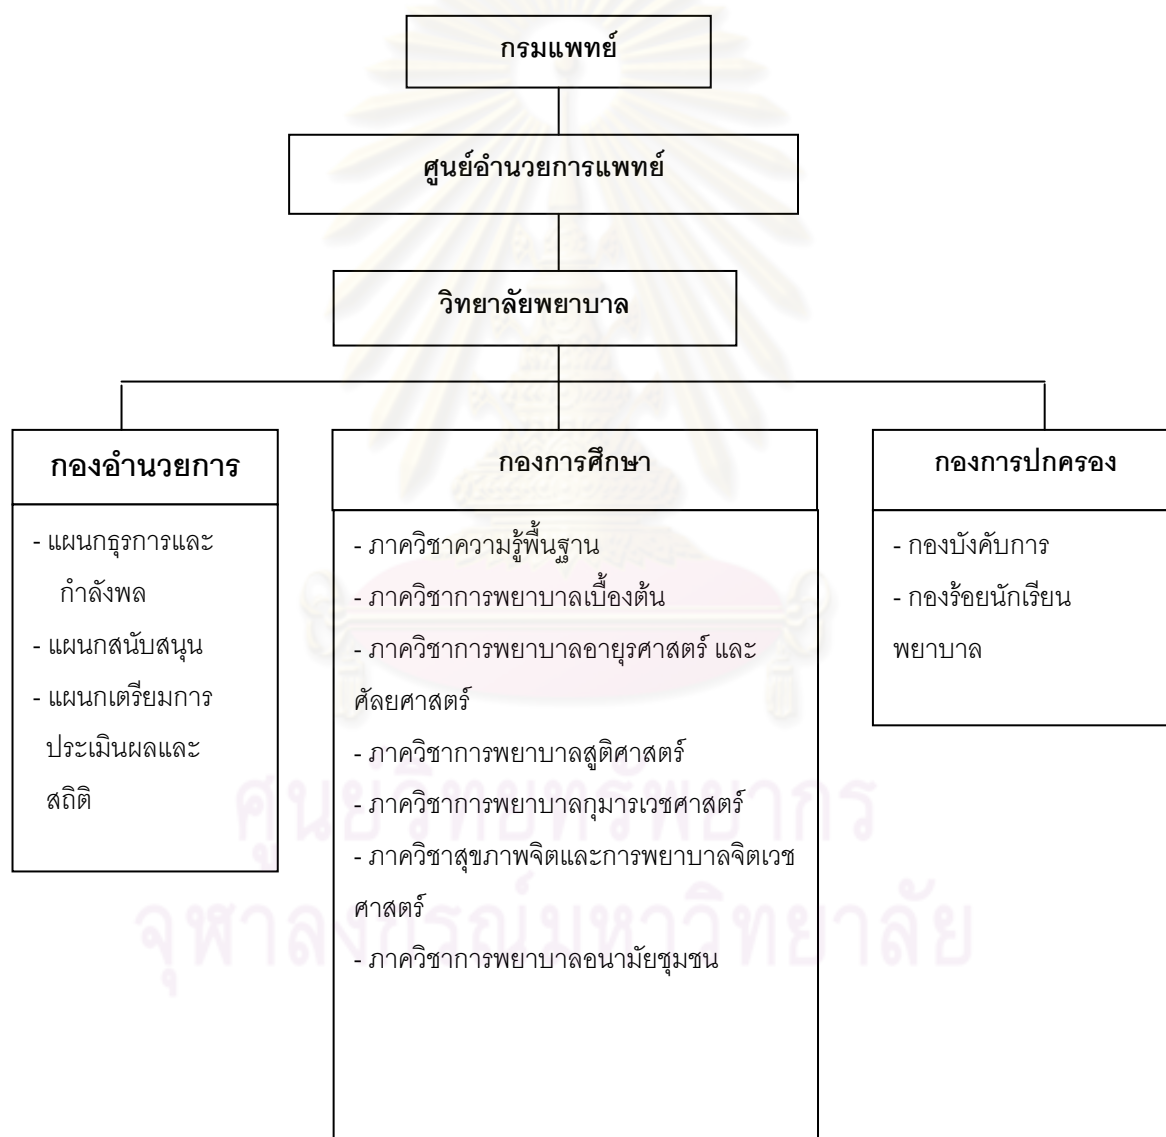 กรมแพทย์
ศูนย์อำนวยการแพทย์
วิทยาลัยพยาบาล
กองอำนวยการ
- แผนกธุรการและ
กำลังพล
- แผนกสนับสนุน
- แผนกเตรียมการ
ประเมินผลและ
สถิติ
กองการศึกษา
- ภาควิชาความรู้พื้นฐาน
- ภาควิชาการพยาบาลเบื้องต้น
- ภาควิชาการพยาบาลอายุรศาสตร์ และ
ศัลยศาสตร์
- ภาควิชาการพยาบาลสูติศาสตร์
- ภาควิชาการพยาบาลกุมารเวชศาสตร์
- ภาควิชาสุขภาพจิตและการพยาบาลจิตเวช
ศาสตร์
- ภาควิชาการพยาบาลอนามัยชุมชน
กองการปกครอง
- กองบังคับการ
- กองร้อยนักเรียน
พยาบาล
ศูนย์วิทยทรัพยากร
จุฬาลงกรณ์มหาวิทยาลัย